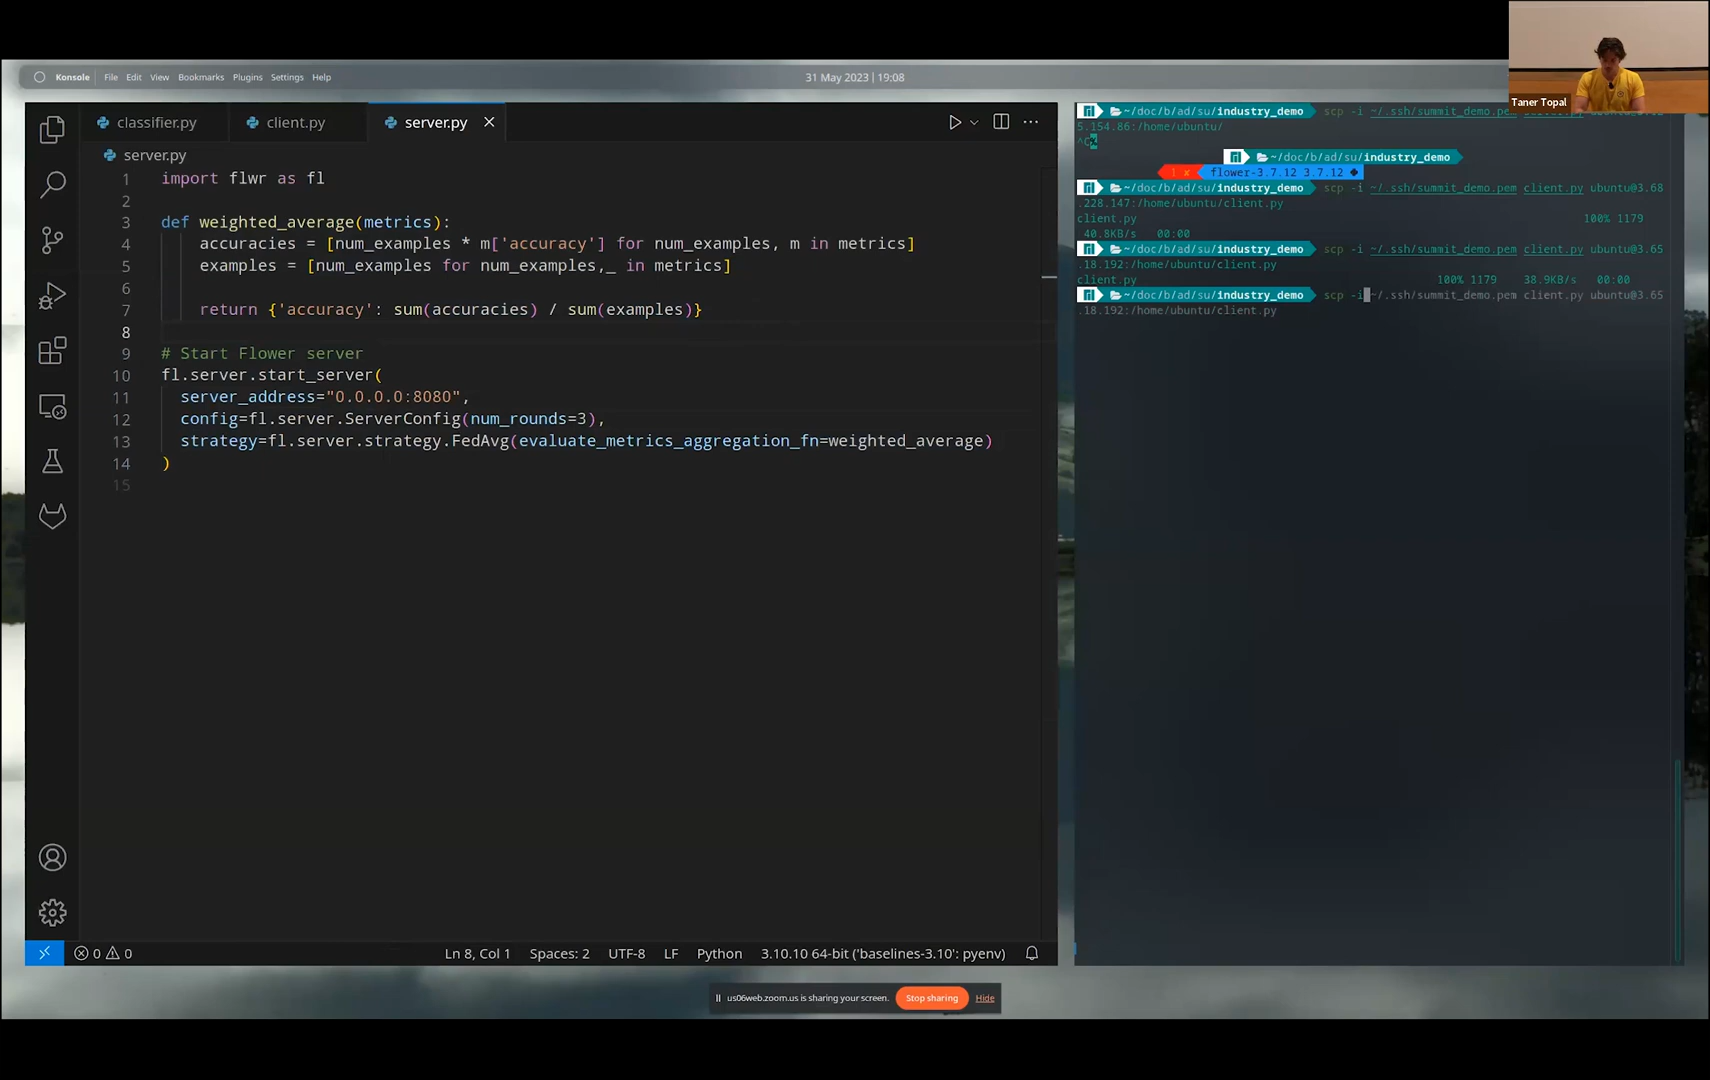 Konsole File Edit View Bookmarks Plugins Settings Help
31 May 2023 | 19:08
Taner Topal
classifier.py
client.py
server.py
server.py
1 import flwr as fl
2
3 def weighted_average(metrics):
4 accuracies = [num_examples * m['accuracy'] for num_examples, m in metrics]
5 examples = [num_examples for num_examples,_ in metrics]
6
7 return {'accuracy': sum(accuracies) / sum(examples)}
8
9 # Start Flower server
10 fl.server.start_server(
11 server_address="0.0.0.0:8080",
12 config=fl.server.ServerConfig(num_rounds=3),
13 strategy=fl.server.strategy.FedAvg(evaluate_metrics_aggregation_fn=weighted_average)
14 )
15
0 0
Ln 8, Col 1 Spaces: 2 UTF-8 LF Python 3.10.10 64-bit ('baselines-3.10': pyenv)
~/doc/b/ad/su/industry_demo scp -i ~/.ssh/summit_demo.pem
5.154.86:/home/ubuntu/
^C
~/doc/b/ad/su/industry_demo
1 ✘ flower-3.7.12 3.7.12
~/doc/b/ad/su/industry_demo scp -i ~/.ssh/summit_demo.pem client.py ubuntu@3.68
.228.147:/home/ubuntu/client.py
client.py 100% 1179
40.8KB/s 00:00
~/doc/b/ad/su/industry_demo scp -i ~/.ssh/summit_demo.pem client.py ubuntu@3.65
.18.192:/home/ubuntu/client.py
client.py 100% 1179 38.9KB/s 00:00
~/doc/b/ad/su/industry_demo scp -i ~/.ssh/summit_demo.pem client.py ubuntu@3.65
.18.192:/home/ubuntu/client.py
us06web.zoom.us is sharing your screen. Stop sharing Hide